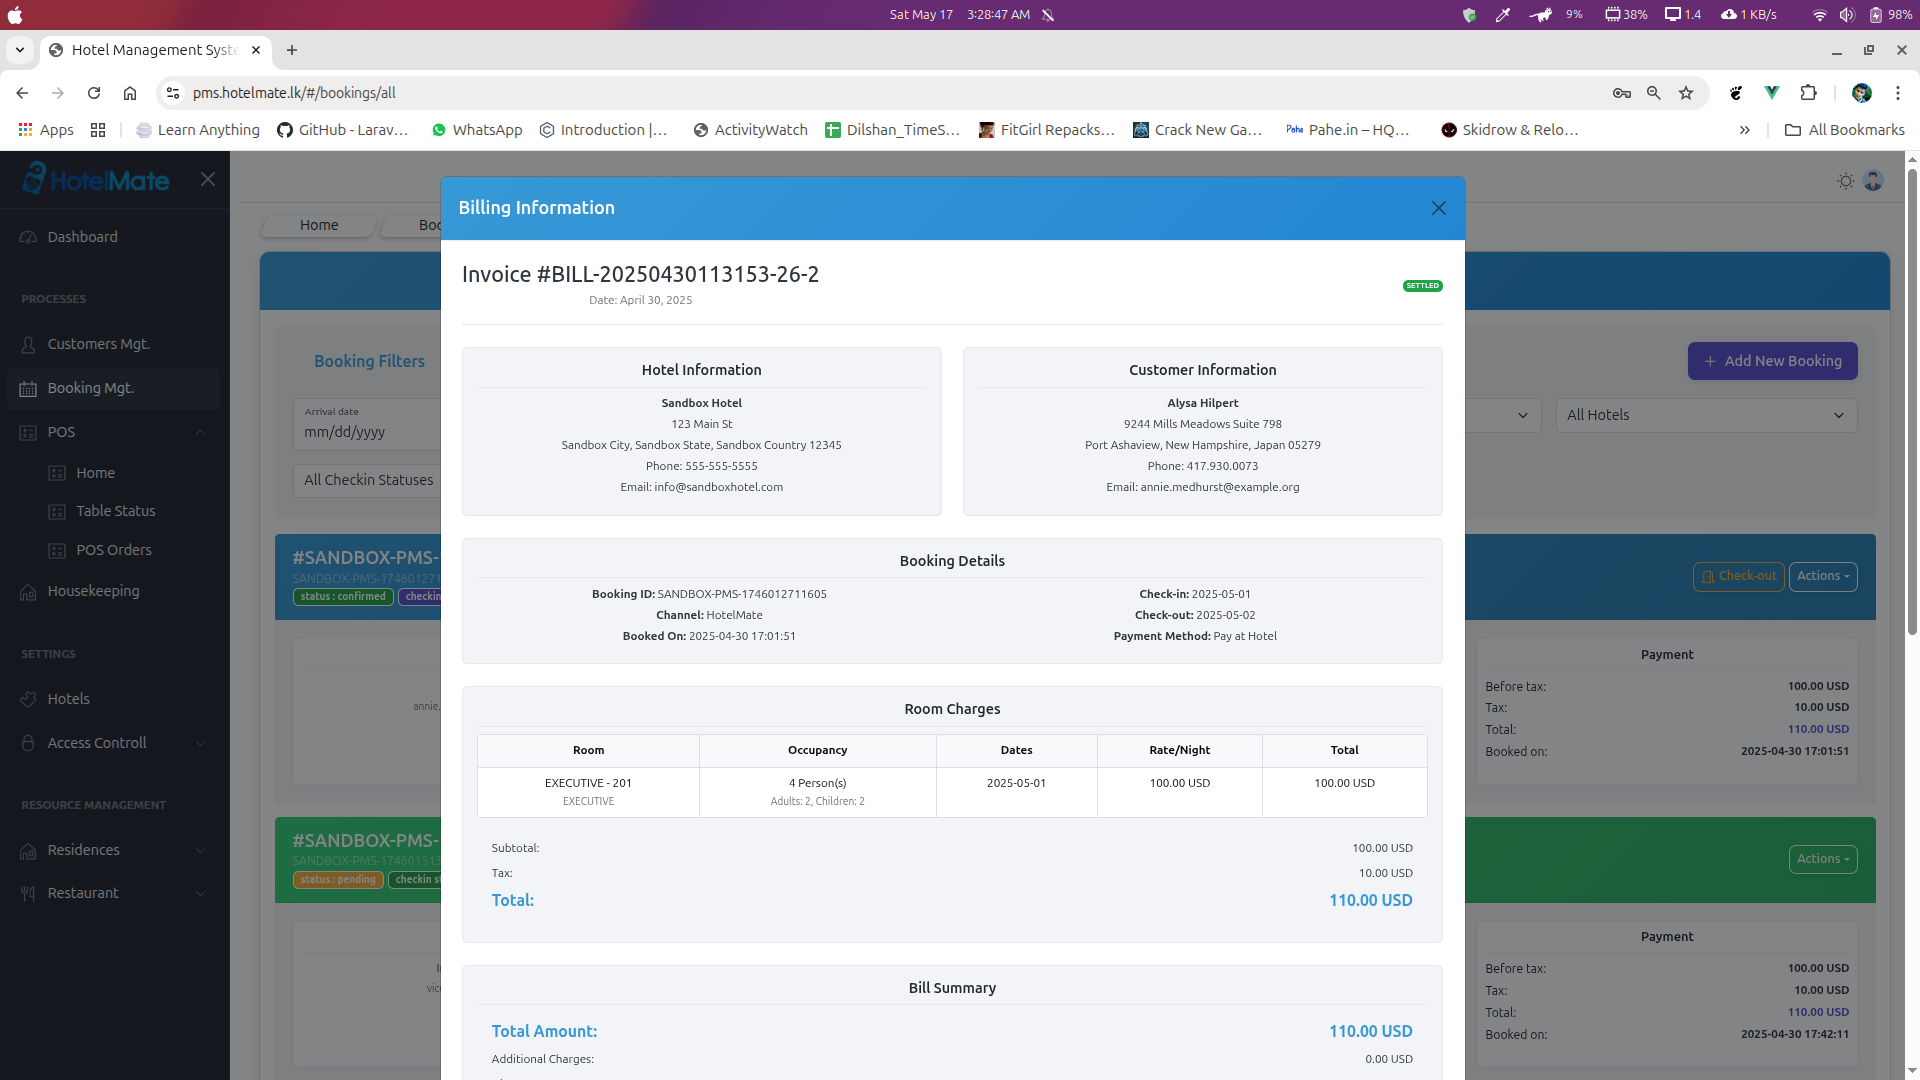 Sat May 17 3:28:47 AM 9% 38% 1.4 1 KB/s 98%
Hotel Management Syste
pms.hotelmate.lk/#/bookings/all
Apps Learn Anything GitHub - Larav… WhatsApp Introduction |… ActivityWatch Dilshan_TimeS… FitGirl Repacks… Crack New Ga… Pahe Pahe.in – HQ… Skidrow & Relo… » All Bookmarks
HotelMate
Dashboard
PROCESSES
Customers Mgt.
Booking Mgt.
POS
Home
Table Status
POS Orders
Housekeeping
SETTINGS
Hotels
Access Controll
RESOURCE MANAGEMENT
Residences
Restaurant
Home Boo
Booking Filters
Add New Booking
Arrival date
mm/dd/yyyy
All Hotels
All Checkin Statuses
#SANDBOX-PMS-
SANDBOX-PMS-174601271
status : confirmed checkin
Check-out Actions
annie.
Payment
Before tax: 100.00 USD
Tax: 10.00 USD
Total: 110.00 USD
Booked on: 2025-04-30 17:01:51
#SANDBOX-PMS-
SANDBOX-PMS-174601513
status : pending checkin st
Actions
vic
Payment
Before tax: 100.00 USD
Tax: 10.00 USD
Total: 110.00 USD
Booked on: 2025-04-30 17:42:11
Billing Information
Invoice #BILL-20250430113153-26-2
Date: April 30, 2025
SETTLED
Hotel Information
Sandbox Hotel
123 Main St
Sandbox City, Sandbox State, Sandbox Country 12345
Phone: 555-555-5555
Email: info@sandboxhotel.com
Customer Information
Alysa Hilpert
9244 Mills Meadows Suite 798
Port Ashaview, New Hampshire, Japan 05279
Phone: 417.930.0073
Email: annie.medhurst@example.org
Booking Details
Booking ID: SANDBOX-PMS-1746012711605
Channel: HotelMate
Booked On: 2025-04-30 17:01:51
Check-in: 2025-05-01
Check-out: 2025-05-02
Payment Method: Pay at Hotel
Room Charges
Room Occupancy Dates Rate/Night Total
EXECUTIVE - 201 4 Person(s) 2025-05-01 100.00 USD 100.00 USD
EXECUTIVE Adults: 2, Children: 2
Subtotal: 100.00 USD
Tax: 10.00 USD
Total: 110.00 USD
Bill Summary
Total Amount: 110.00 USD
Additional Charges: 0.00 USD